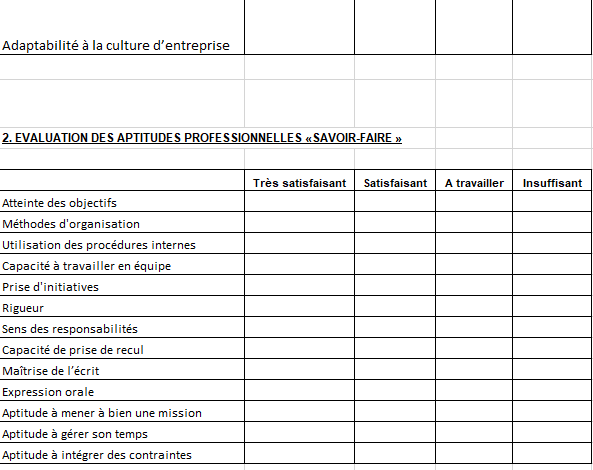 Adaptabilité à la culture d’entreprise
2. EVALUATION DES APTITUDES PROFESSIONNELLES «SAVOIR-FAIRE »
Très satisfaisant Satisfaisant A travailler Insuffisant
Atteinte des objectifs
Méthodes d'organisation
Utilisation des procédures internes
Capacité à travailler en équipe
Prise d'initiatives
Rigueur
Sens des responsabilités
Capacité de prise de recul
Maîtrise de l’écrit
Expression orale
Aptitude à mener à bien une mission
Aptitude à gérer son temps
Aptitude à intégrer des contraintes